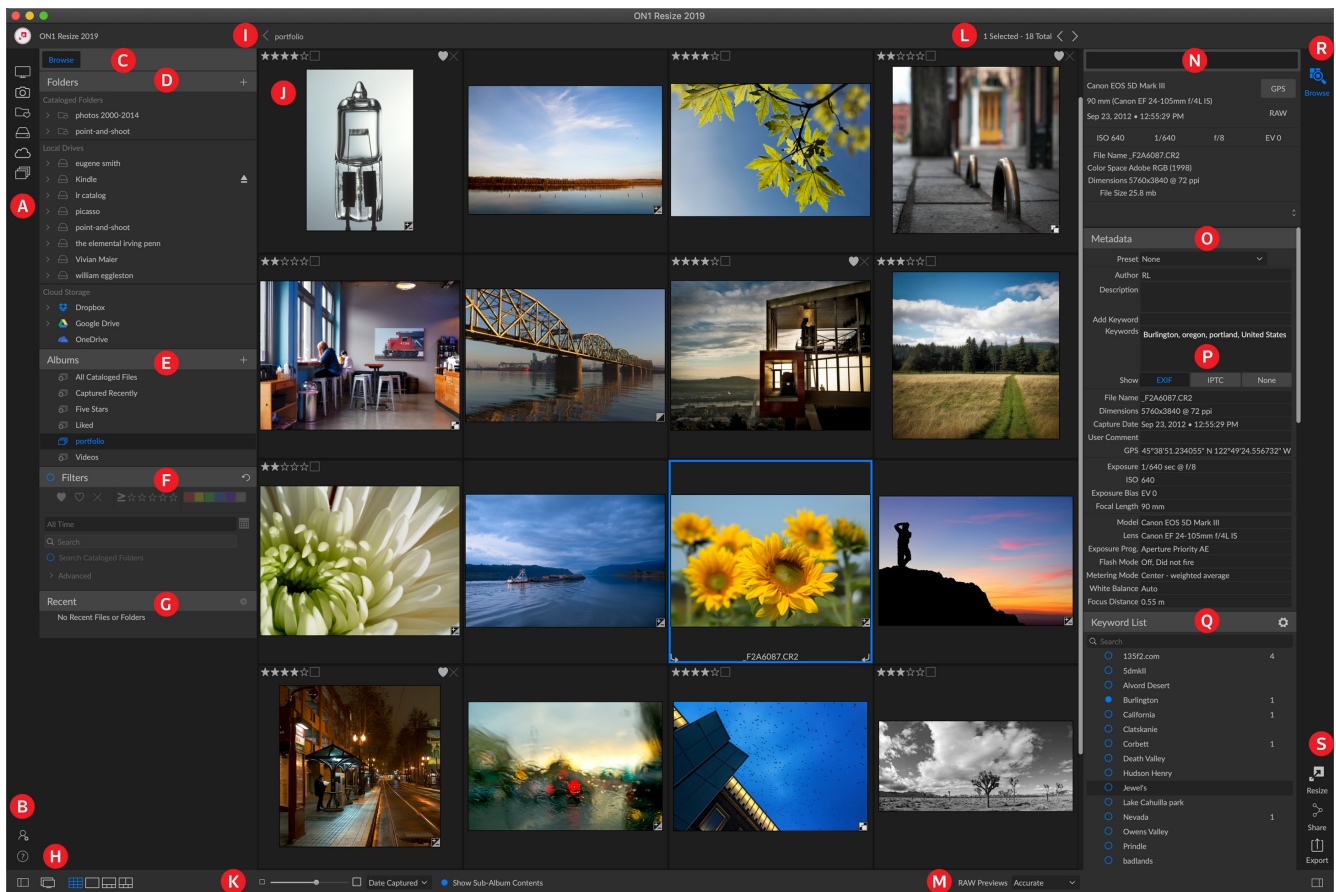 ON1 Resize 2019
ON1 Resize 2019
I
portfolio
L
1 Selected - 18 Total
R
Browse
C
N
Browse
Folders
D
J
Cataloged Folders
photos 2000-2014
point-and-shoot
Local Drives
eugene smith
Kindle
lr catalog
A
picasso
point-and-shoot
the elemental irving penn
Vivian Maier
william eggleston
Cloud Storage
Dropbox
Google Drive
OneDrive
Albums
E
All Cataloged Files
Captured Recently
Five Stars
Liked
portfolio
Videos
Filters
F
All Time
Search
Search Cataloged Folders
Advanced
Recent
G
No Recent Files or Folders
B
H
_F2A6087.CR2
K
Date Captured
Show Sub-Album Contents
M
RAW Previews Accurate
Canon EOS 5D Mark III
GPS
90 mm (Canon EF 24-105mm f/4L IS)
Sep 23, 2012 • 12:55:29 PM
RAW
ISO 640 1/640 f/8 EV 0
File Name _F2A6087.CR2
Color Space Adobe RGB (1998)
Dimensions 5760x3840 @ 72 ppi
File Size 25.8 mb
Metadata
O
Preset None
Author RL
Description
Add Keyword
Keywords Burlington, oregon, portland, United States
P
Show EXIF IPTC None
File Name _F2A6087.CR2
Dimensions 5760x3840 @ 72 ppi
Capture Date Sep 23, 2012 • 12:55:29 PM
User Comment
GPS 45°38'51.234055" N 122°49'24.556732" W
Exposure 1/640 sec @ f/8
ISO 640
Exposure Bias EV 0
Focal Length 90 mm
Model Canon EOS 5D Mark III
Lens Canon EF 24-105mm f/4L IS
Exposure Prog. Aperture Priority AE
Flash Mode Off, Did not fire
Metering Mode Center - weighted average
White Balance Auto
Focus Distance 0.55 m
Keyword List
Q
Search
135f2.com 4
5dmkII
Alvord Desert
Burlington 1
California 1
Clatskanie
Corbett 1
Death Valley
Hudson Henry
Jewel's
Lake Cahuilla park
Nevada 1
Owens Valley
Prindle
badlands
S
Resize
Share
Export